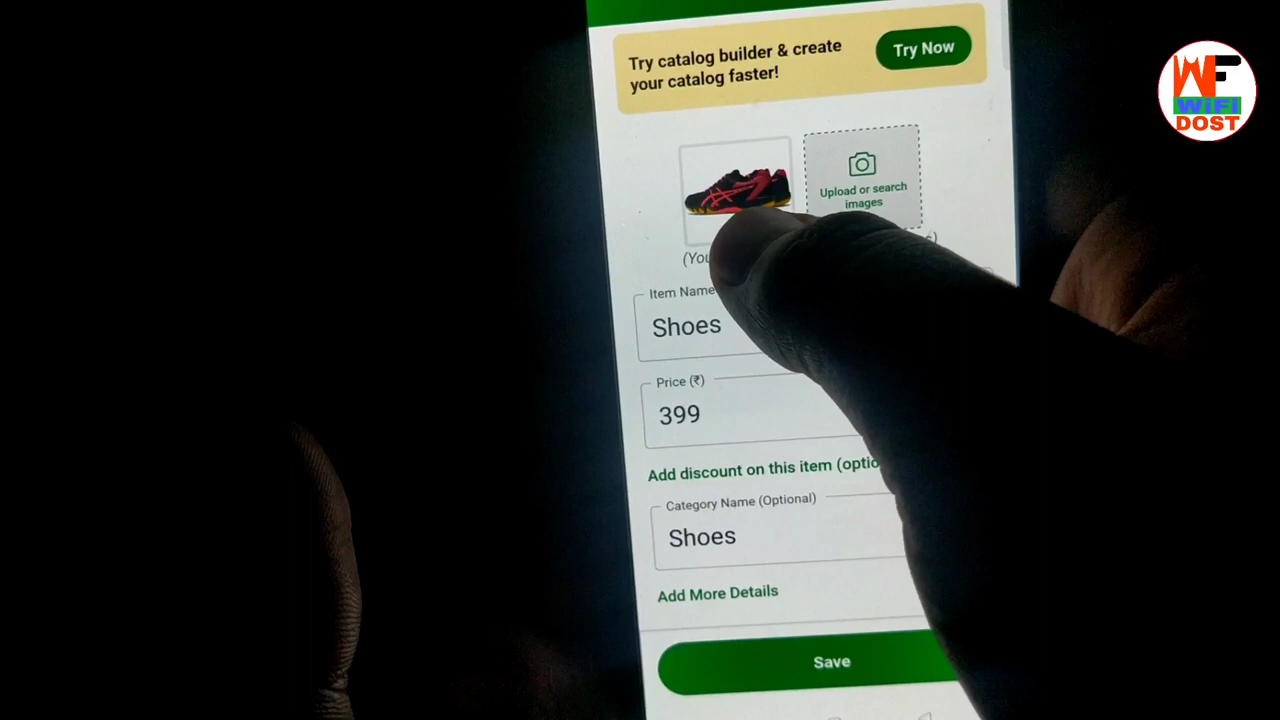 Try catalog builder & create
your catalog faster!
Try Now
WF
WiFi
DOST
Upload or search
images
(You
Item Name
Shoes
Price (₹)
399
Add discount on this item (optio
Category Name (Optional)
Shoes
Add More Details
Save